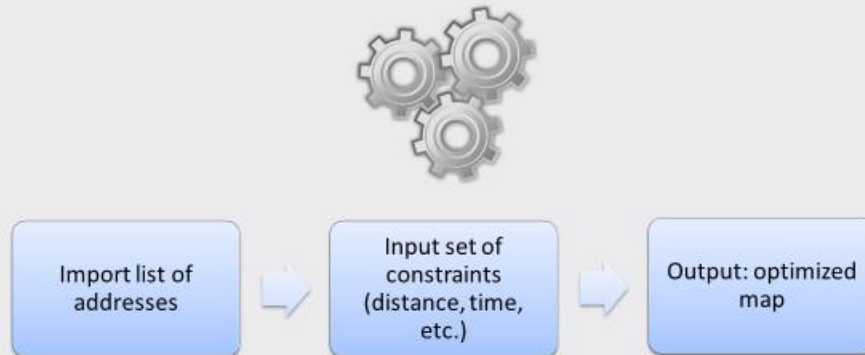 Import list of
addresses
Input set of
constraints
(distance, time,
etc.)
Output: optimized
map